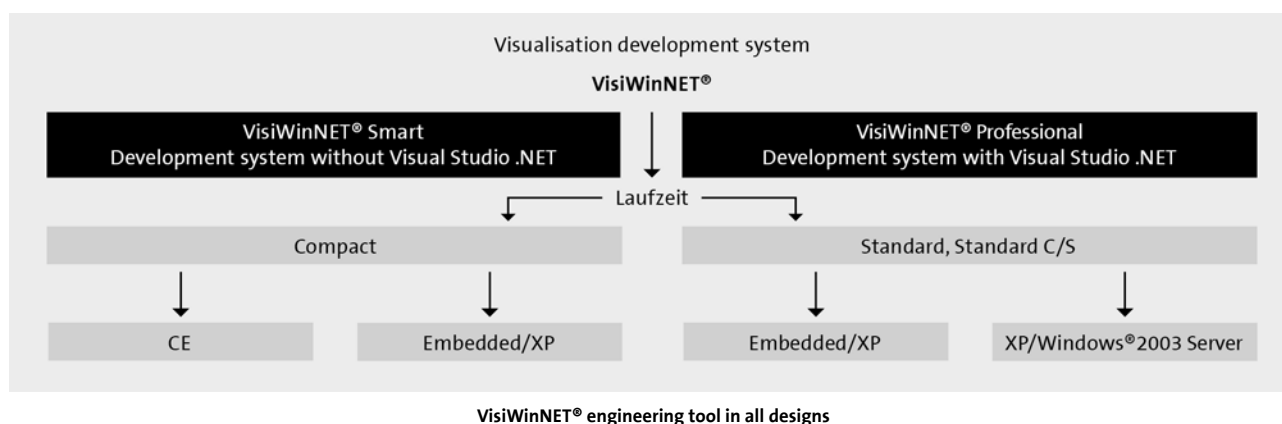 Visualisation development system
VisiWinNET®
VisiWinNET® Smart
Development system without Visual Studio .NET
VisiWinNET® Professional
Development system with Visual Studio .NET
Laufzeit
Compact
Standard, Standard C/S
CE
Embedded/XP
Embedded/XP
XP/Windows®2003 Server
VisiWinNET® engineering tool in all designs